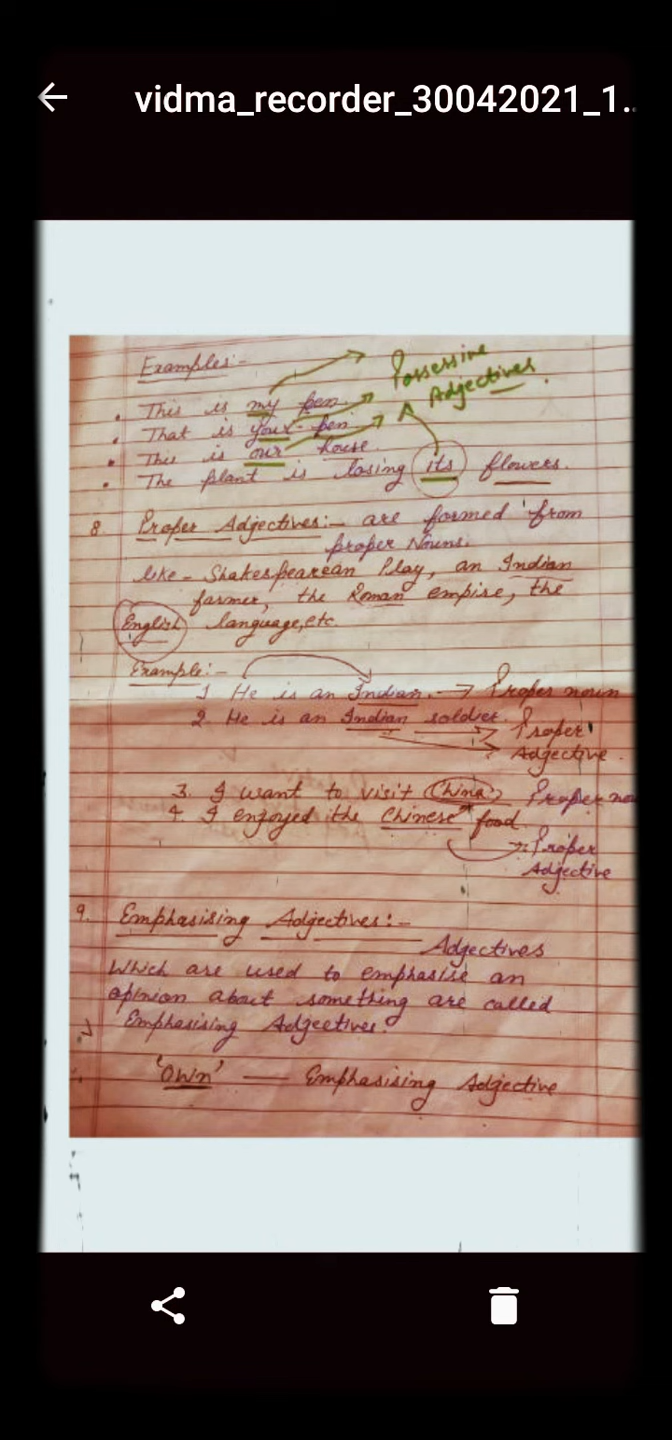 vidma_recorder_30042021_1..
Examples:-
Possessive
Adjectives.
• This is my pen.
• That is your pen.
• This is our house.
• The plant is losing its flowers.
8. Proper Adjectives:- are formed from
proper Nouns.
like - Shakespearean Play, an Indian
farmer, the Roman empire, the
English language, etc.
Example:-
1 He is an Indian. → Proper noun
2. He is an Indian soldier.
Proper
Adjective.
3. I want to visit China Proper no
4. I enjoyed the Chinese food.
Proper
Adjective
9. Emphasising Adjectives:-
Adjectives
Which are used to emphasise an
opinion about something are called
Emphasising Adjectives.
'Own' — Emphasising Adjective